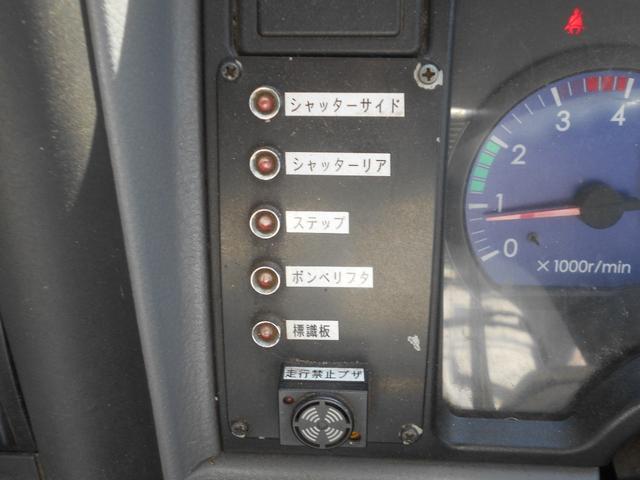 シャッターサイド
シャッターリア
ステップ
ボンベリフタ
標識板
走行禁止ブザ
4
3
2
1
0
×1000r/min